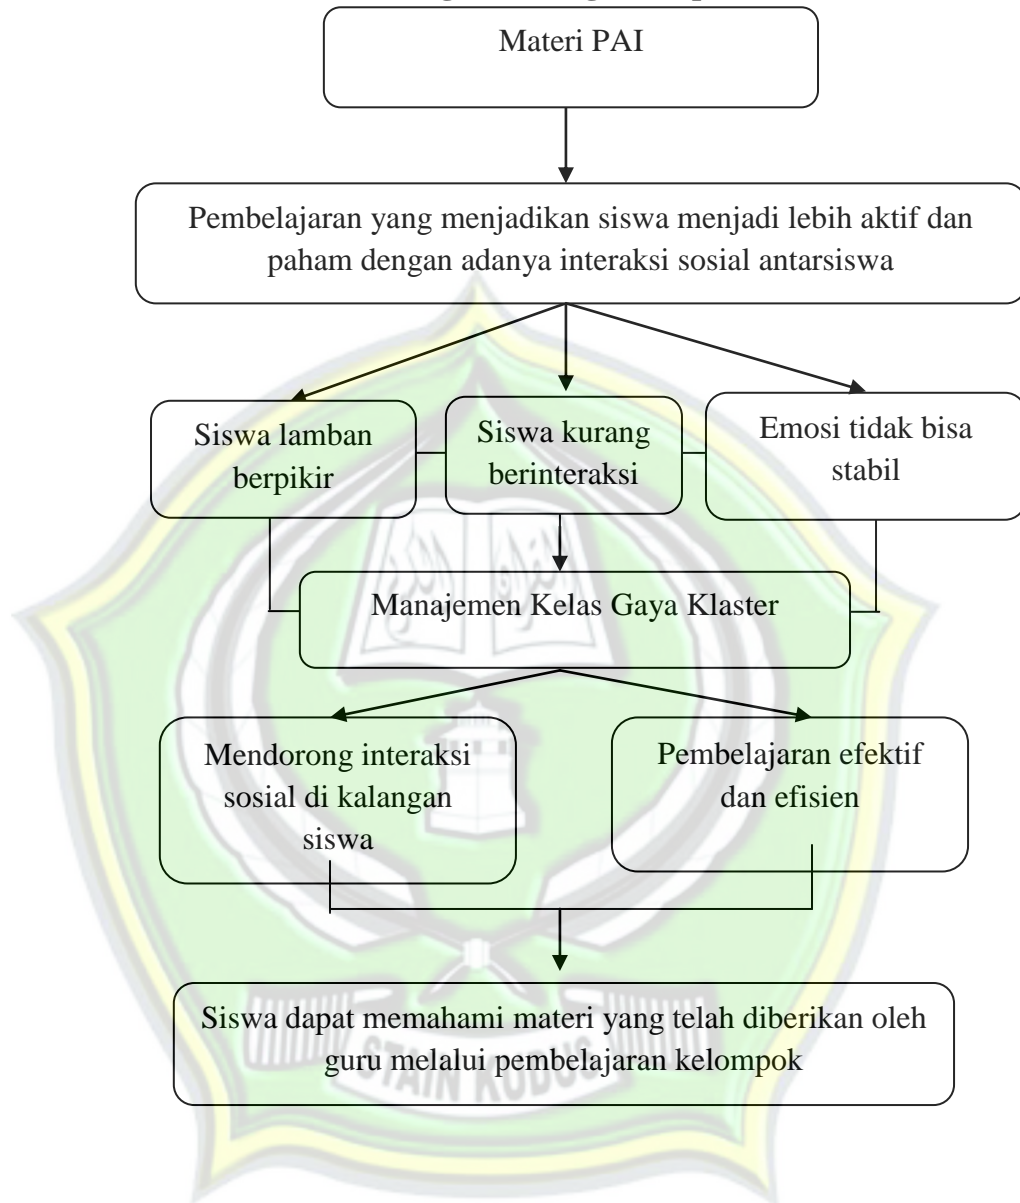 Materi PAI
Pembelajaran yang menjadikan siswa menjadi lebih aktif dan
paham dengan adanya interaksi sosial antarsiswa
Siswa lamban
berpikir
Siswa kurang
berinteraksi
Emosi tidak bisa
stabil
Manajemen Kelas Gaya Klaster
Mendorong interaksi
sosial di kalangan
siswa
Pembelajaran efektif
dan efisien
Siswa dapat memahami materi yang telah diberikan oleh
guru melalui pembelajaran kelompok
STAIN KUDUS